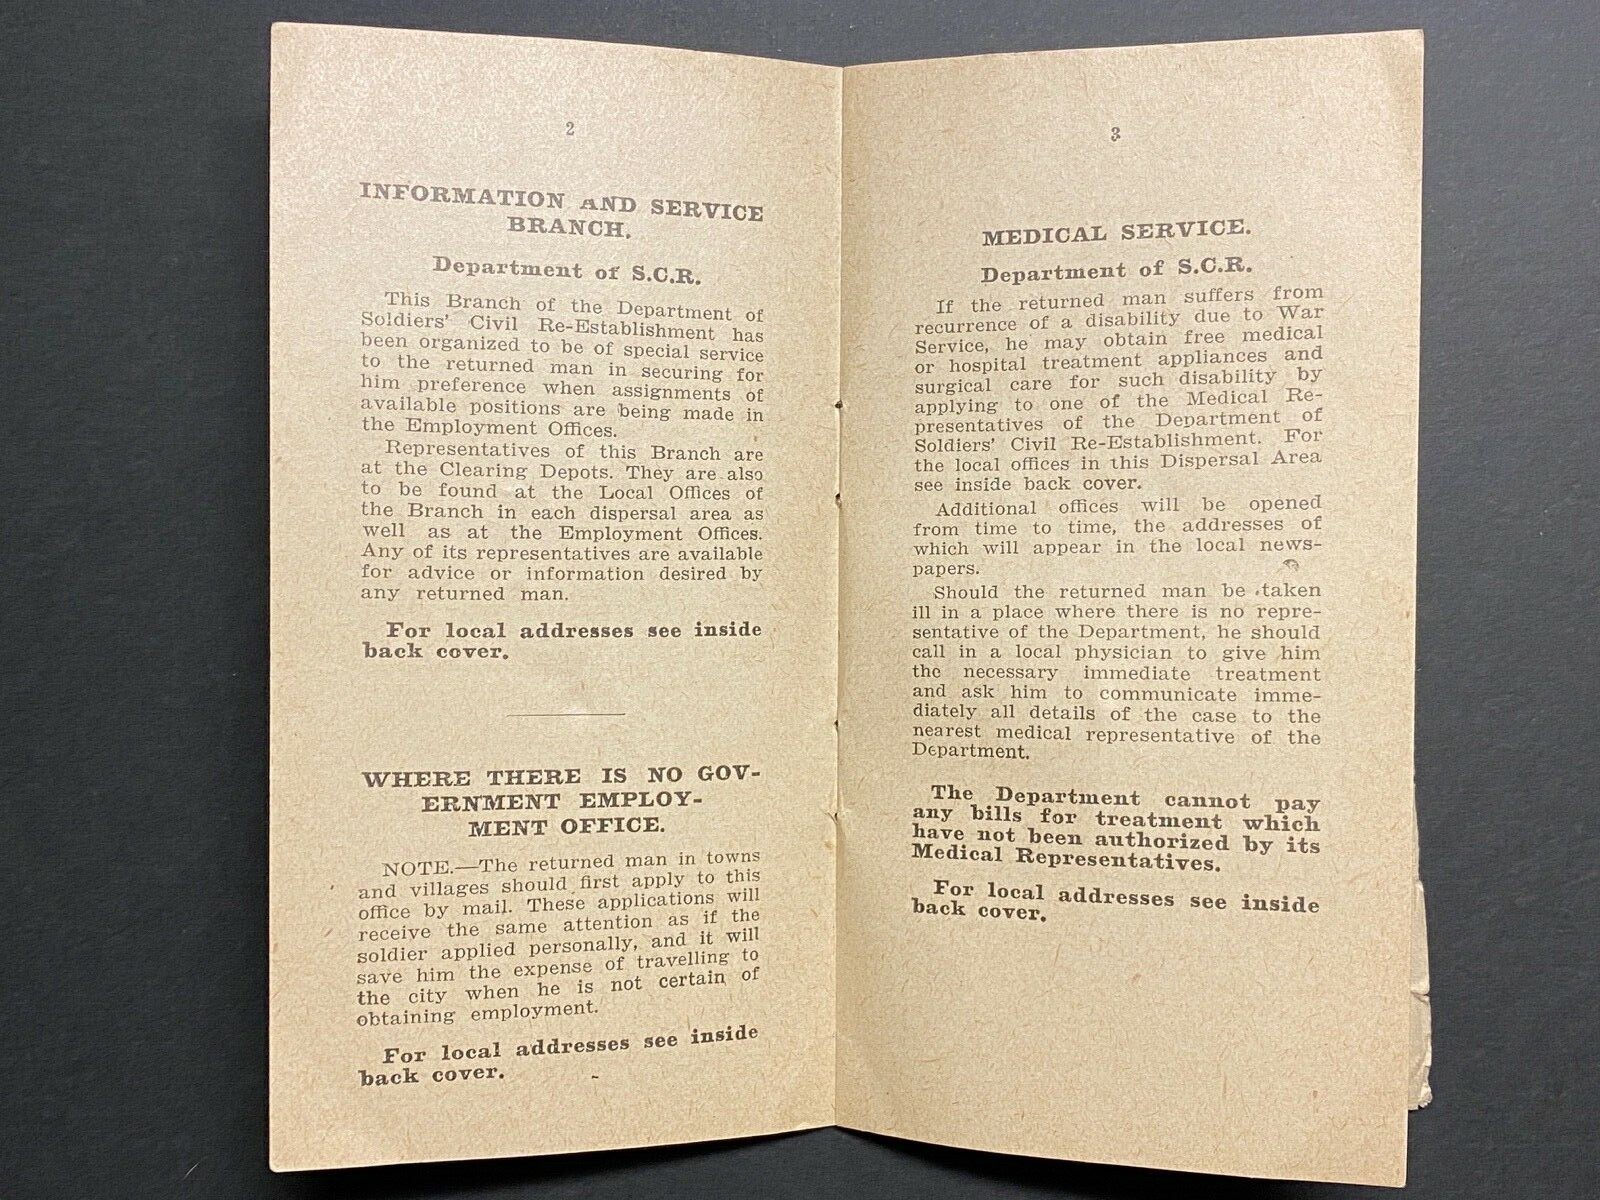 2
INFORMATION AND SERVICE
BRANCH.
Department of S.C.R.
This Branch of the Department of
Soldiers' Civil Re-Establishment has
been organized to be of special service
to the returned man in securing for
him preference when assignments of
available positions are being made in
the Employment Offices.
Representatives of this Branch are
at the Clearing Depots. They are also
to be found at the Local Offices of
the Branch in each dispersal area as
well as at the Employment Offices.
Any of its representatives are available
for advice or information desired by
any returned man.
For local addresses see inside
back cover.
WHERE THERE IS NO GOV-
ERNMENT EMPLOY-
MENT OFFICE.
NOTE.—The returned man in towns
and villages should first apply to this
office by mail. These applications will
receive the same attention as if the
soldier applied personally, and it will
save him the expense of travelling to
the city when he is not certain of
obtaining employment.
For local addresses see inside
back cover.
3
MEDICAL SERVICE.
Department of S.C.R.
If the returned man suffers from
recurrence of a disability due to War
Service, he may obtain free medical
or hospital treatment appliances and
surgical care for such disability by
applying to one of the Medical Re-
presentatives of the Department of
Soldiers' Civil Re-Establishment. For
the local offices in this Dispersal Area
see inside back cover.
Additional offices will be opened
from time to time, the addresses of
which will appear in the local news-
papers.
Should the returned man be taken
ill in a place where there is no repre-
sentative of the Department, he should
call in a local physician to give him
the necessary immediate treatment
and ask him to communicate imme-
diately all details of the case to the
nearest medical representative of the
Department.
The Department cannot pay
any bills for treatment which
have not been authorized by its
Medical Representatives.
For local addresses see inside
back cover.